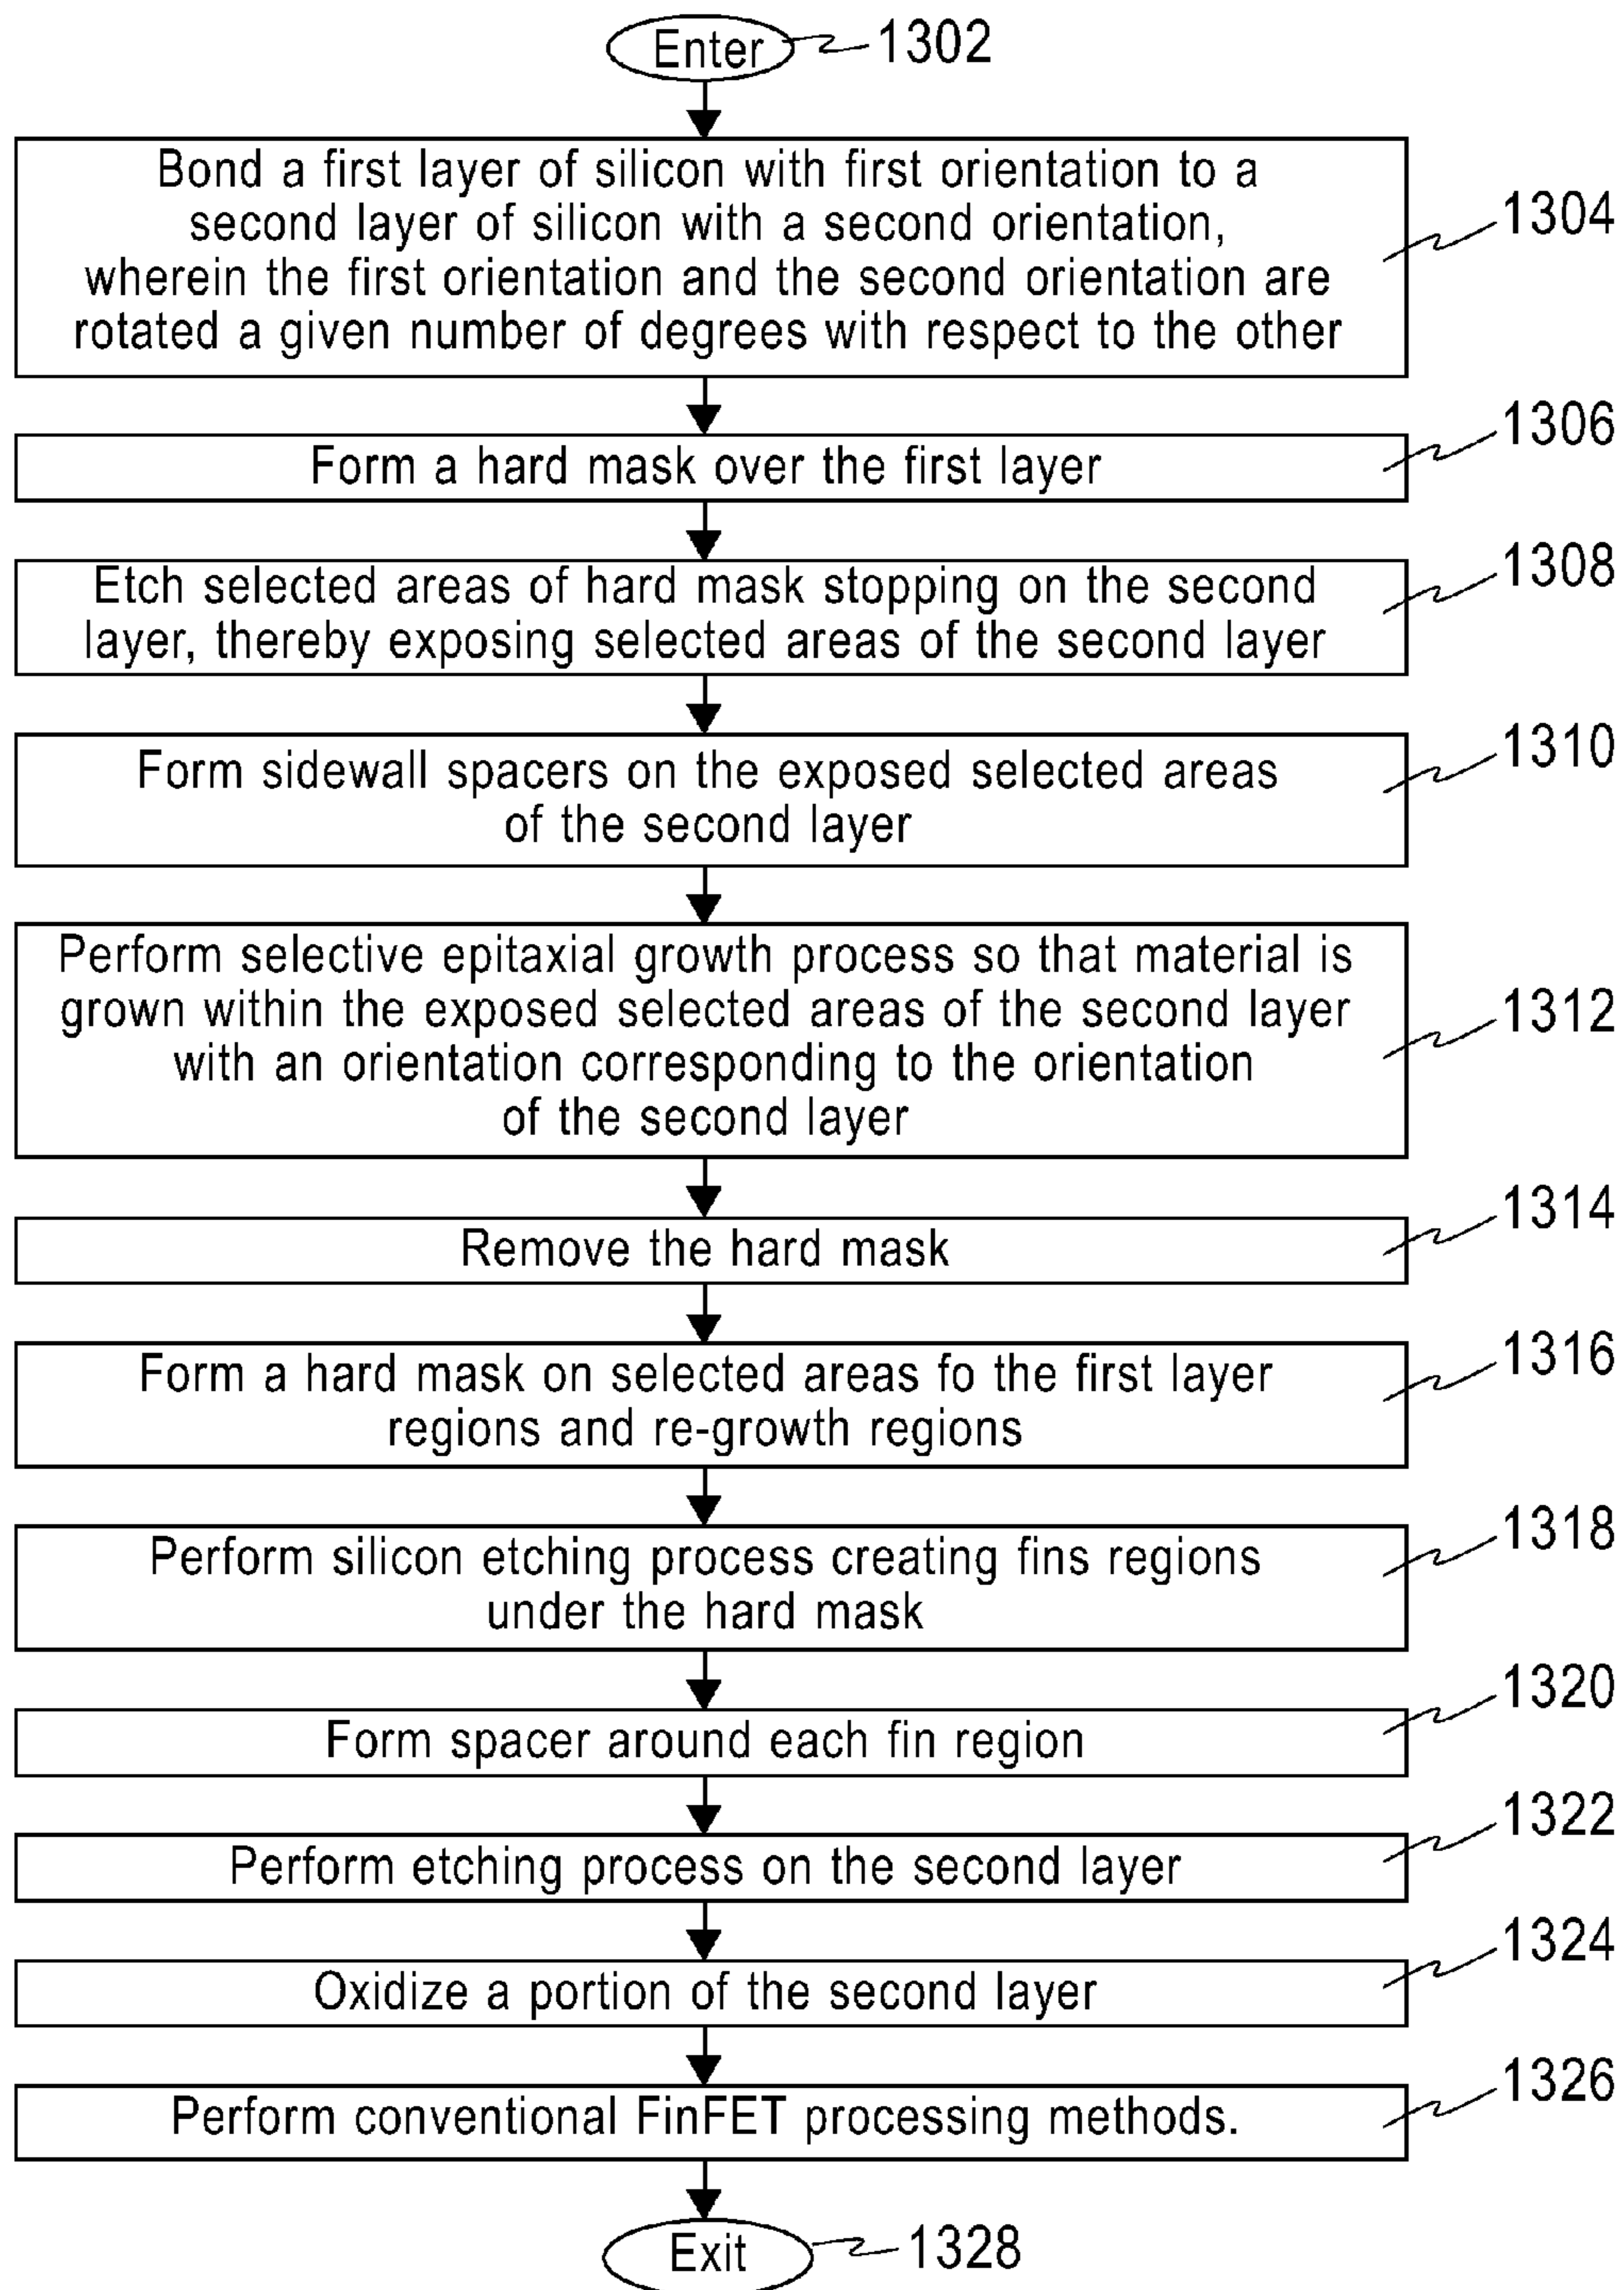 Enter 1302
Bond a first layer of silicon with first orientation to a
second layer of silicon with a second orientation,
wherein the first orientation and the second orientation are
rotated a given number of degrees with respect to the other
1304
Form a hard mask over the first layer
1306
Etch selected areas of hard mask stopping on the second
layer, thereby exposing selected areas of the second layer
1308
Form sidewall spacers on the exposed selected areas
of the second layer
1310
Perform selective epitaxial growth process so that material is
grown within the exposed selected areas of the second layer
with an orientation corresponding to the orientation
of the second layer
1312
Remove the hard mask
1314
Form a hard mask on selected areas fo the first layer
regions and re-growth regions
1316
Perform silicon etching process creating fins regions
under the hard mask
1318
Form spacer around each fin region
1320
Perform etching process on the second layer
1322
Oxidize a portion of the second layer
1324
Perform conventional FinFET processing methods.
1326
Exit 1328